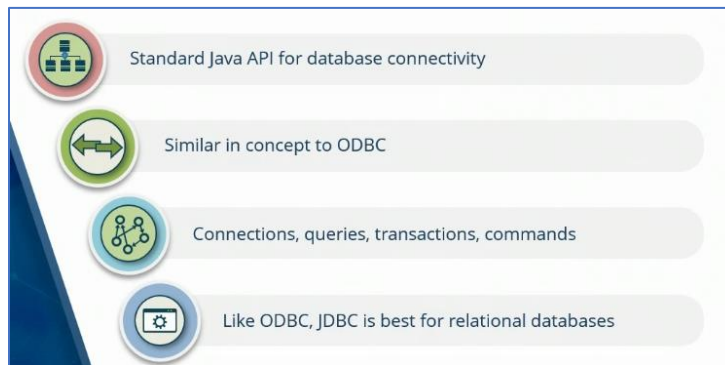 Standard Java API for database connectivity
Similar in concept to ODBC
Connections, queries, transactions, commands
Like ODBC, JDBC is best for relational databases